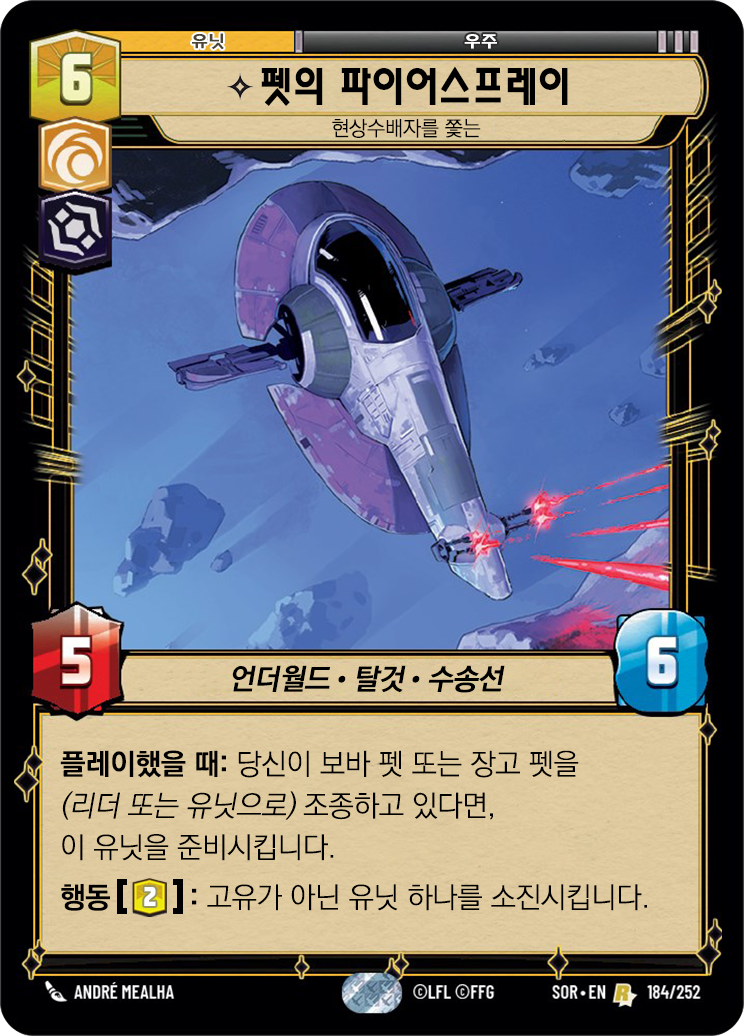 유닛
우주
6
펫의 파이어스프레이
현상수배자를 쫓는
5
언더월드 • 탈것 • 수송선
6
플레이했을 때: 당신이 보바 펫 또는 장고 펫을
(리더 또는 유닛으로) 조종하고 있다면,
이 유닛을 준비시킵니다.
행동 [2]: 고유가 아닌 유닛 하나를 소진시킵니다.
ANDRÉ MEALHA
©LFL ©FFG
SOR • EN R 184/252